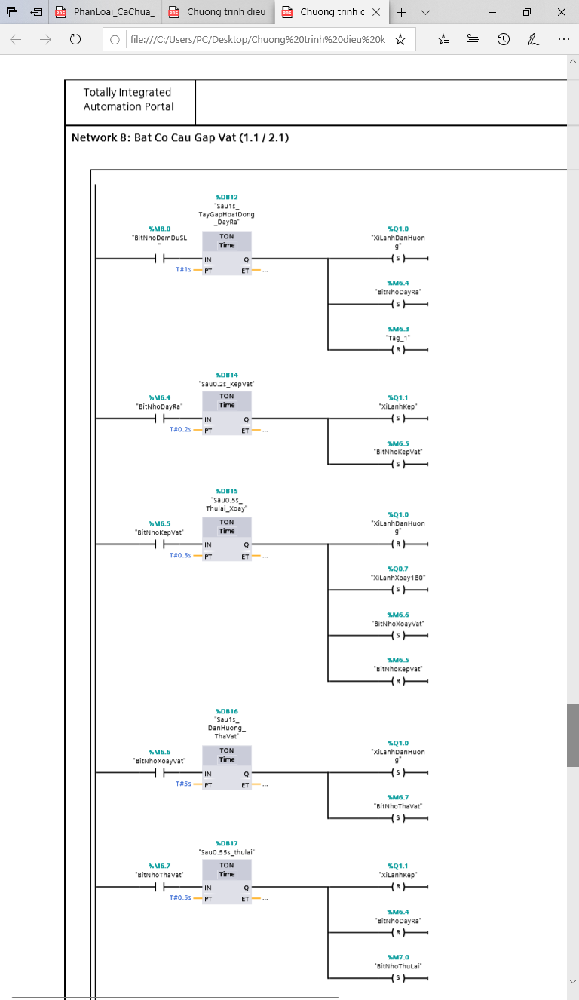 PhanLoai_CaChua_
Chuong trinh dieu
Chuong trinh c
file:///C:/Users/PC/Desktop/Chuong%20trinh%20dieu%20k
Totally Integrated
Automation Portal
Network 8: Bat Co Cau Gap Vat (1.1 / 2.1)
%DB12
"Sau1s_
TayGapHoatDong
_DayRa"
%M8.0
"BitNhoDemDuSL
"
TON
Time
IN Q
T#1s PT ET ...
%Q1.0
"XiLanhDanHuon
g"
S
%M6.4
"BitNhoDayRa"
S
%M6.3
"Tag_1"
R
%DB14
"Sau0.2s_KepVat"
%M6.4
"BitNhoDayRa"
TON
Time
IN Q
T#0.2s PT ET ...
%Q1.1
"XiLanhKep"
S
%M6.5
"BitNhoKepVat"
S
%DB15
"Sau0.5s_
Thulai_Xoay"
%M6.5
"BitNhoKepVat"
TON
Time
IN Q
T#0.5s PT ET ...
%Q1.0
"XiLanhDanHuon
g"
R
%Q0.7
"XiLanhXoay180"
S
%M6.6
"BitNhoXoayVat"
S
%M6.5
"BitNhoKepVat"
R
%DB16
"Sau1s_
DanHuong_
ThaVat"
%M6.6
"BitNhoXoayVat"
TON
Time
IN Q
T#5s PT ET ...
%Q1.0
"XiLanhDanHuon
g"
S
%M6.7
"BitNhoThaVat"
S
%DB17
"Sau0.55s_thulai"
%M6.7
"BitNhoThaVat"
TON
Time
IN Q
T#0.5s PT ET ...
%Q1.1
"XiLanhKep"
R
%M6.4
"BitNhoDayRa"
R
%M7.0
"BitNhoThuLai"
S